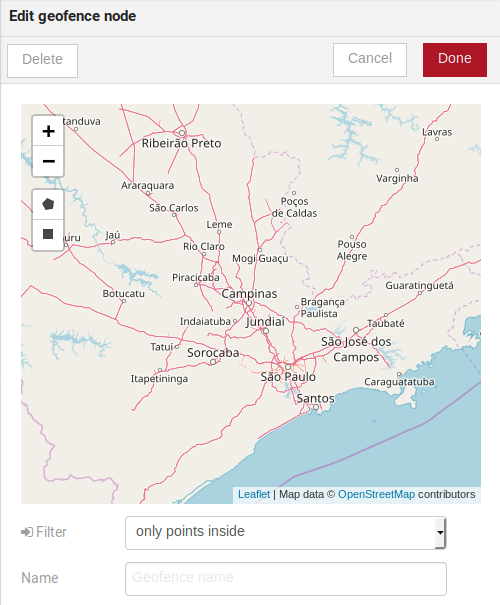 Edit geofence node
Delete
Cancel
Done
+
−
tanduva
Ribeirão Preto
Lavras
Varginha
Araraquara
São Carlos
Poços
de Caldas
Leme
Jaú
uru
Rio Claro
Mogi Guaçu
Pouso
Alegre
Piracicaba
Guaratinguetá
Botucatu
Campinas
Bragança
Paulista
Indaiatuba
Jundiaí
Taubaté
Tatuí
Sorocaba
São José dos
Campos
Itapetininga
São Paulo
Caraguatatuba
Santos
Leaflet | Map data © OpenStreetMap contributors
Filter
only points inside
Name
Geofence name